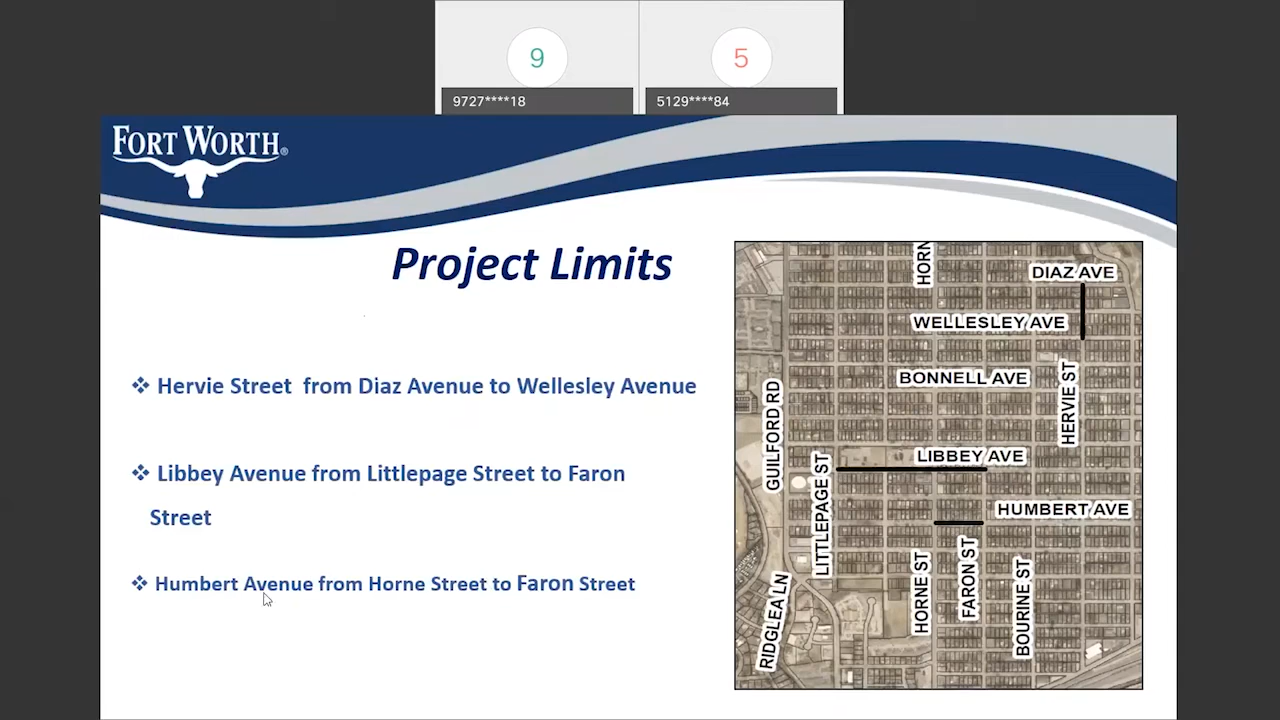 9
5
9727****18
5129****84
FORT WORTH®
Project Limits
❖ Hervie Street from Diaz Avenue to Wellesley Avenue
❖ Libbey Avenue from Littlepage Street to Faron
Street
❖ Humbert Avenue from Horne Street to Faron Street
HORN
DIAZ AVE
WELLESLEY AVE
BONNELL AVE
HERVIE ST
GUILFORD RD
LIBBEY AVE
LITTLEPAGE ST
HUMBERT AVE
HORNE ST
FARON ST
BOURINE ST
RIDGLEA LN